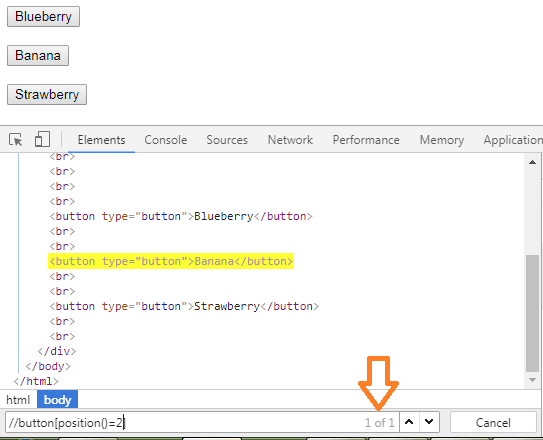 Blueberry
Banana
Strawberry
Elements Console Sources Network Performance Memory Application
<br>
<br>
<br>
<br>
<button type="button">Blueberry</button>
<br>
<br>
<button type="button">Banana</button>
<br>
<br>
<button type="button">Strawberry</button>
<br>
<br>
</div>
</body>
</html>
html body
//button[position()=2] 1 of 1 Cancel